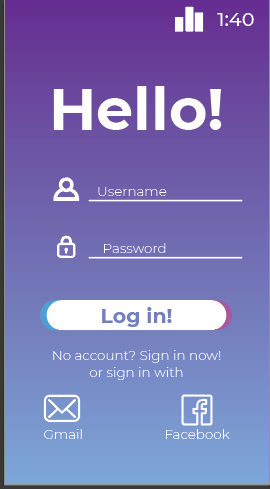 1:40
Hello!
Username
Password
Log in!
No account? Sign in now!
or sign in with
Gmail
Facebook